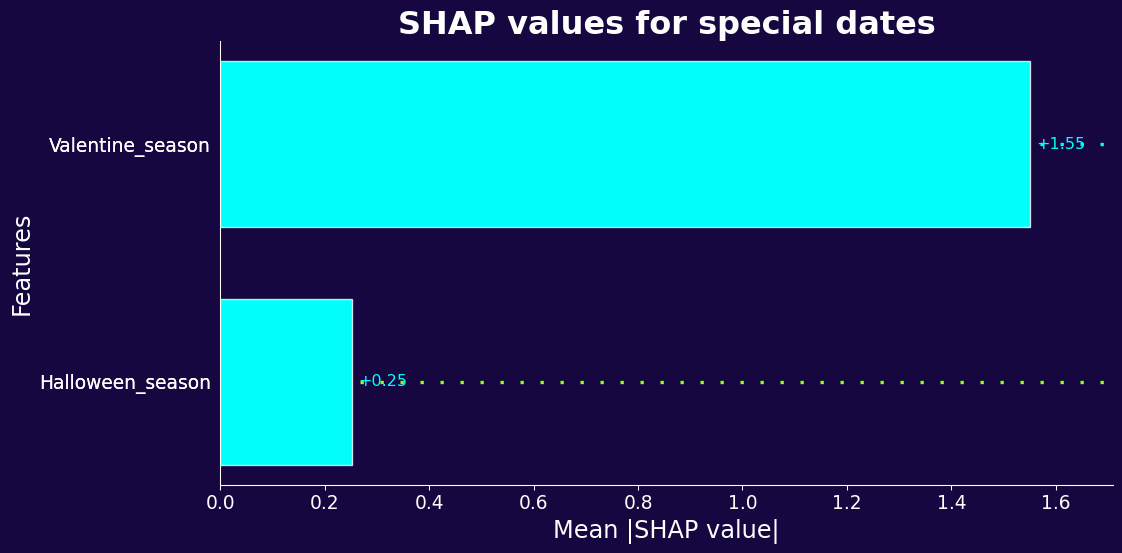 SHAP values for special dates
Valentine_season
+1.55
Features
Halloween_season
+0.25
0.0 0.2 0.4 0.6 0.8 1.0 1.2 1.4 1.6
Mean |SHAP value|